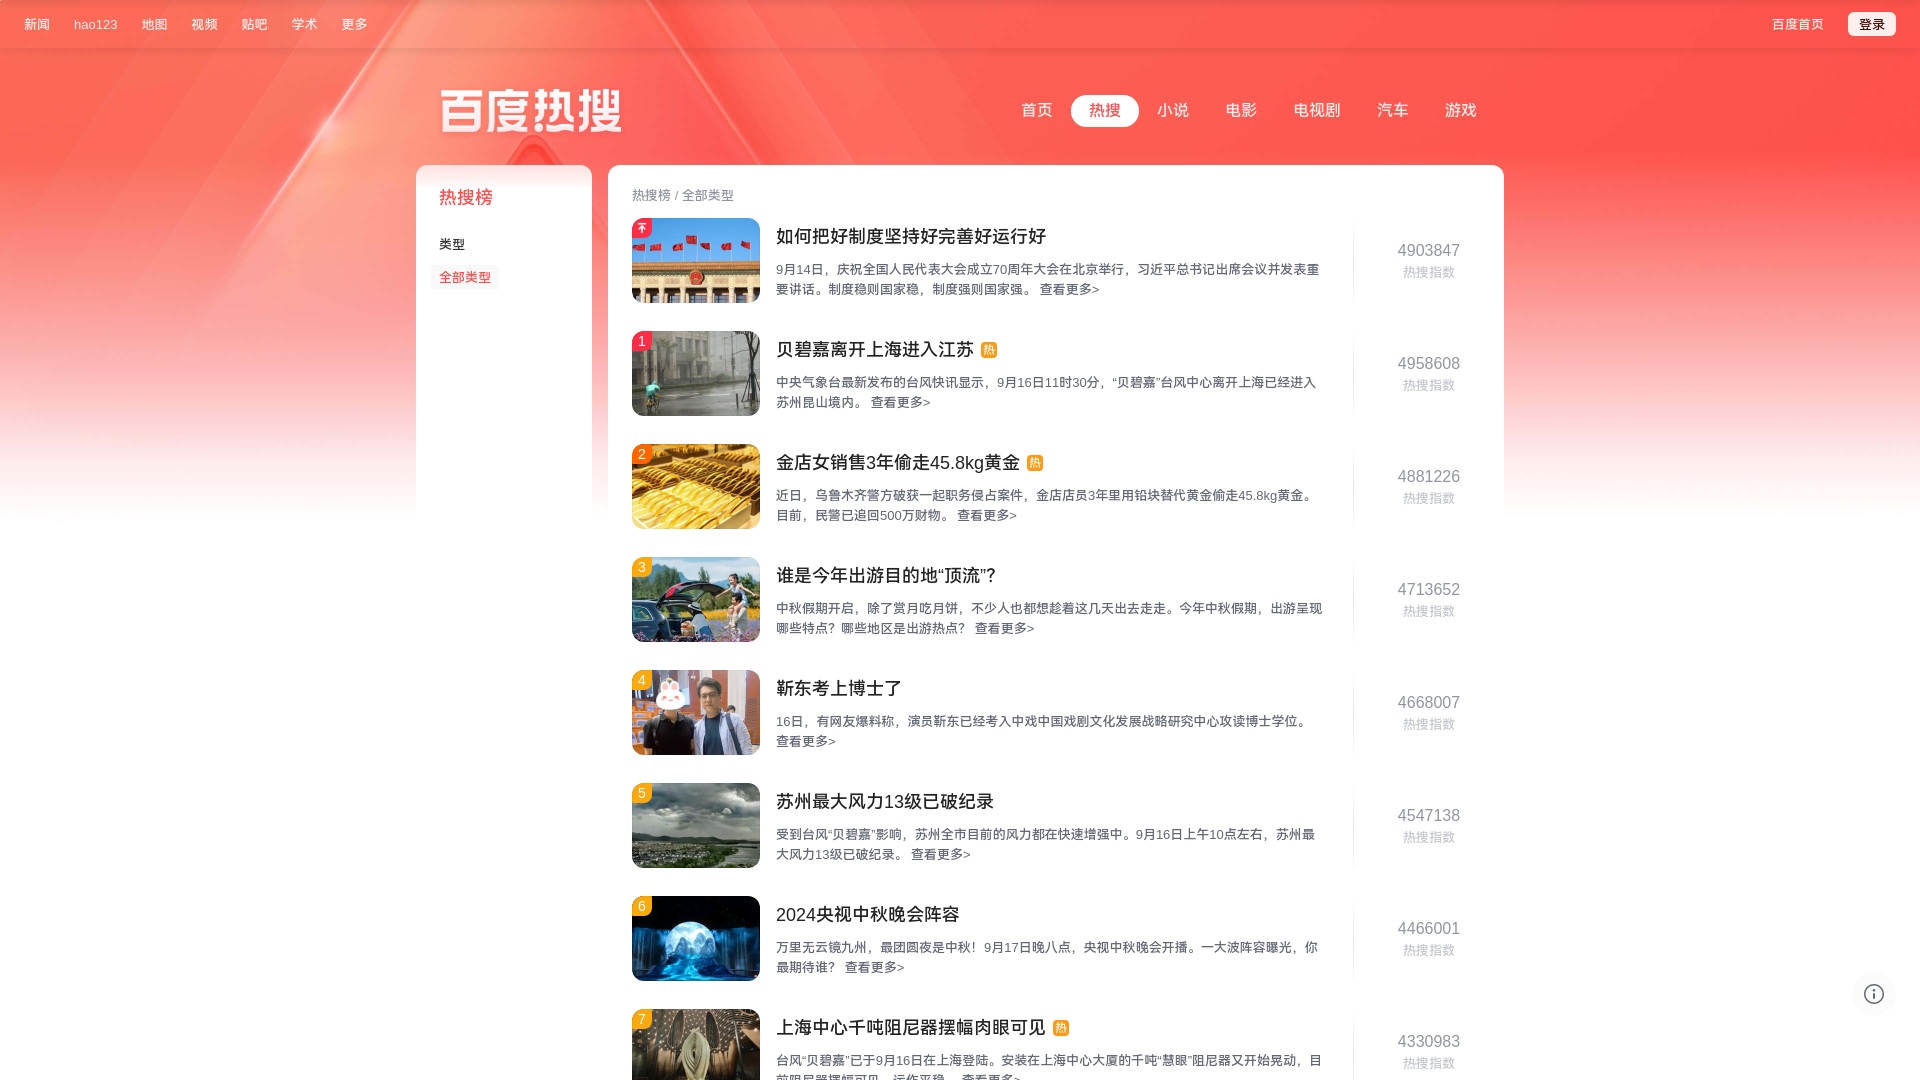 新闻 hao123 地图 视频 贴吧 学术 更多 百度首页 登录
百度热搜
首页 热搜 小说 电影 电视剧 汽车 游戏
热搜榜
类型
全部类型
热搜榜 / 全部类型
如何把好制度坚持好完善好运行好
9月14日，庆祝全国人民代表大会成立70周年大会在北京举行，习近平总书记出席会议并发表重
要讲话。制度稳则国家稳，制度强则国家强。 查看更多>
4903847
热搜指数
1
贝碧嘉离开上海进入江苏 热
中央气象台最新发布的台风快讯显示，9月16日11时30分，“贝碧嘉”台风中心离开上海已经进入
苏州昆山境内。 查看更多>
4958608
热搜指数
2
金店女销售3年偷走45.8kg黄金 热
近日，乌鲁木齐警方破获一起职务侵占案件，金店店员3年里用铅块替代黄金偷走45.8kg黄金。
目前，民警已追回500万财物。 查看更多>
4881226
热搜指数
3
谁是今年出游目的地“顶流”？
中秋假期开启，除了赏月吃月饼，不少人也都想趁着这几天出去走走。今年中秋假期，出游呈现
哪些特点？哪些地区是出游热点？ 查看更多>
4713652
热搜指数
4
靳东考上博士了
16日，有网友爆料称，演员靳东已经考入中戏中国戏剧文化发展战略研究中心攻读博士学位。
查看更多>
4668007
热搜指数
5
苏州最大风力13级已破纪录
受到台风“贝碧嘉”影响，苏州全市目前的风力都在快速增强中。9月16日上午10点左右，苏州最
大风力13级已破纪录。 查看更多>
4547138
热搜指数
6
2024央视中秋晚会阵容
万里无云镜九州，最团圆夜是中秋！9月17日晚八点，央视中秋晚会开播。一大波阵容曝光，你
最期待谁？ 查看更多>
4466001
热搜指数
7
上海中心千吨阻尼器摆幅肉眼可见 热
台风“贝碧嘉”已于9月16日在上海登陆。安装在上海中心大厦的千吨“慧眼”阻尼器又开始晃动，目
前阻尼器摆幅可见，运作平稳。 查看更多>
4330983
热搜指数